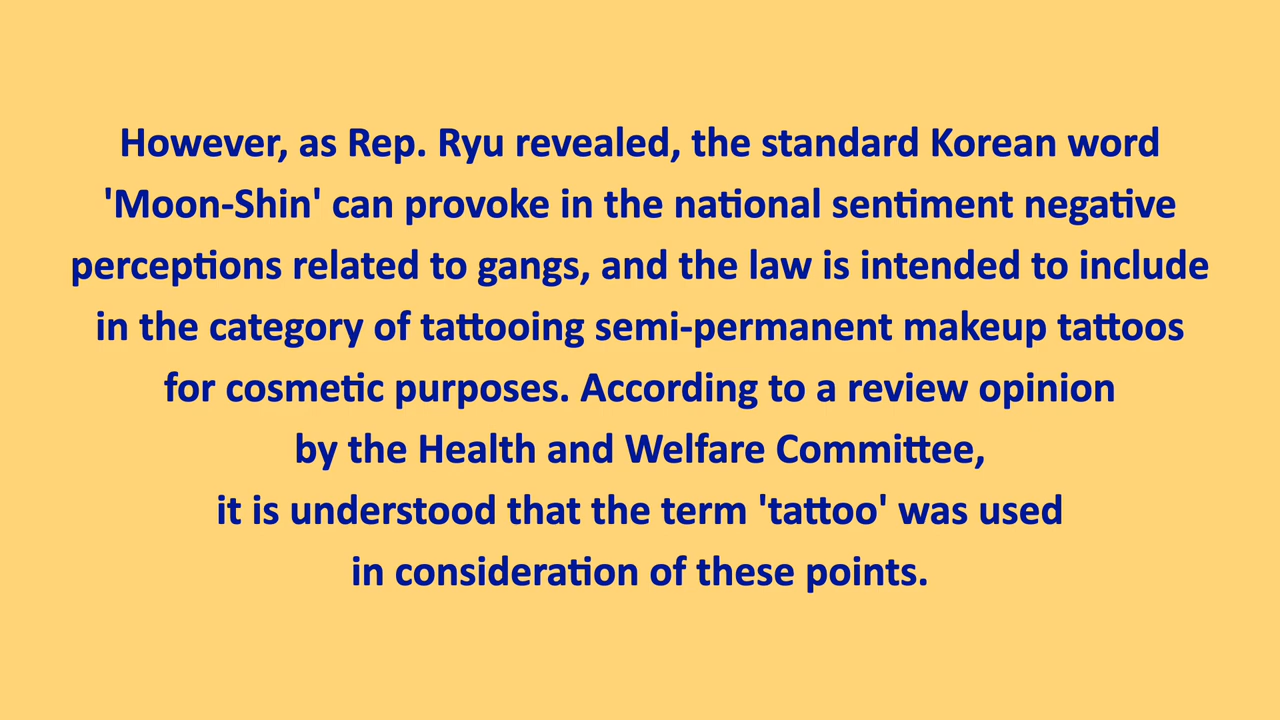 However, as Rep. Ryu revealed, the standard Korean word
'Moon-Shin' can provoke in the national sentiment negative
perceptions related to gangs, and the law is intended to include
in the category of tattooing semi-permanent makeup tattoos
for cosmetic purposes. According to a review opinion
by the Health and Welfare Committee,
it is understood that the term 'tattoo' was used
in consideration of these points.